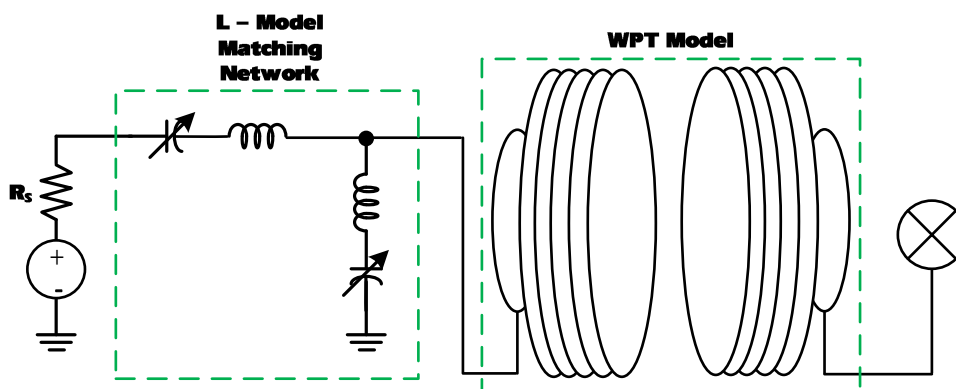 L – Model
Matching
Network
WPT Model
Rs
+
-